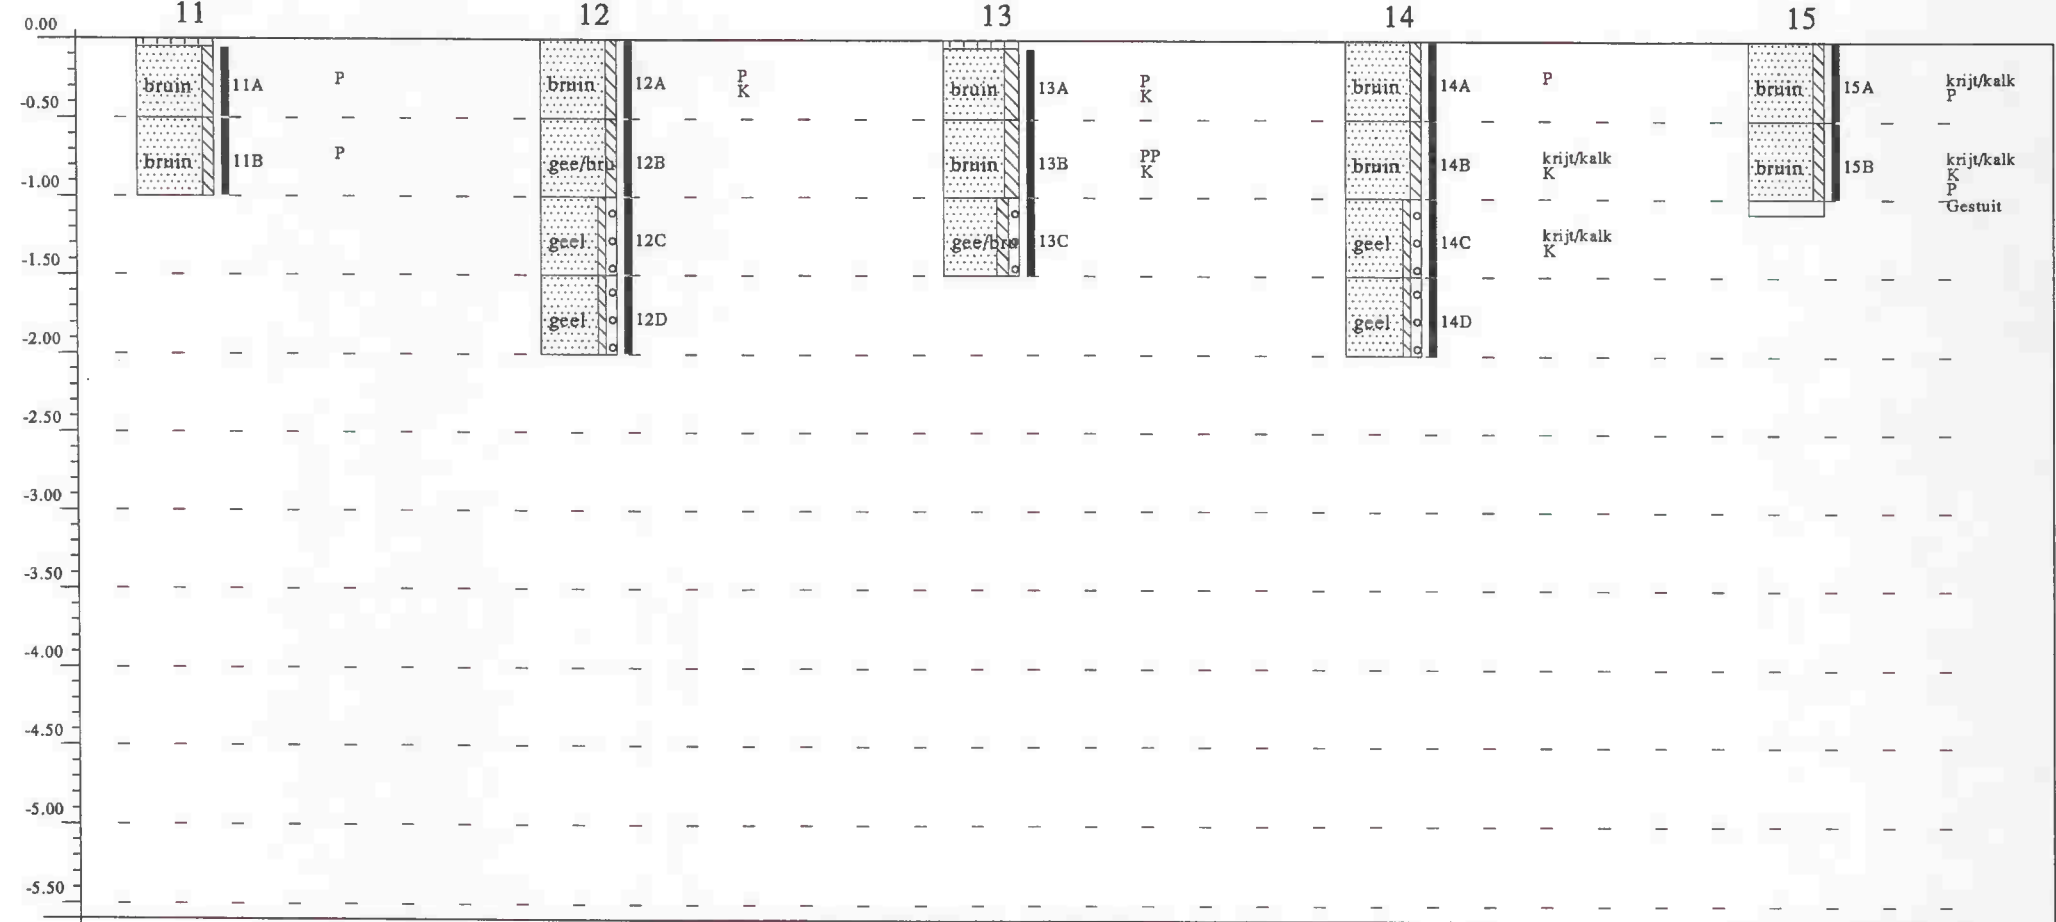 11 12 13 14 15
0.00
bruin 11A P
bruin 12A P
K
bruin 13A P
K
bruin 14A P
bruin 15A krijt/kalk
P
-0.50
bruin 11B P
gee/bru 12B
bruin 13B PP
K
bruin 14B krijt/kalk
K
bruin 15B krijt/kalk
K
P
Gestuit
-1.00
geel 12C
gee/bru 13C
geel 14C krijt/kalk
K
-1.50
geel 12D
geel 14D
-2.00
-2.50
-3.00
-3.50
-4.00
-4.50
-5.00
-5.50